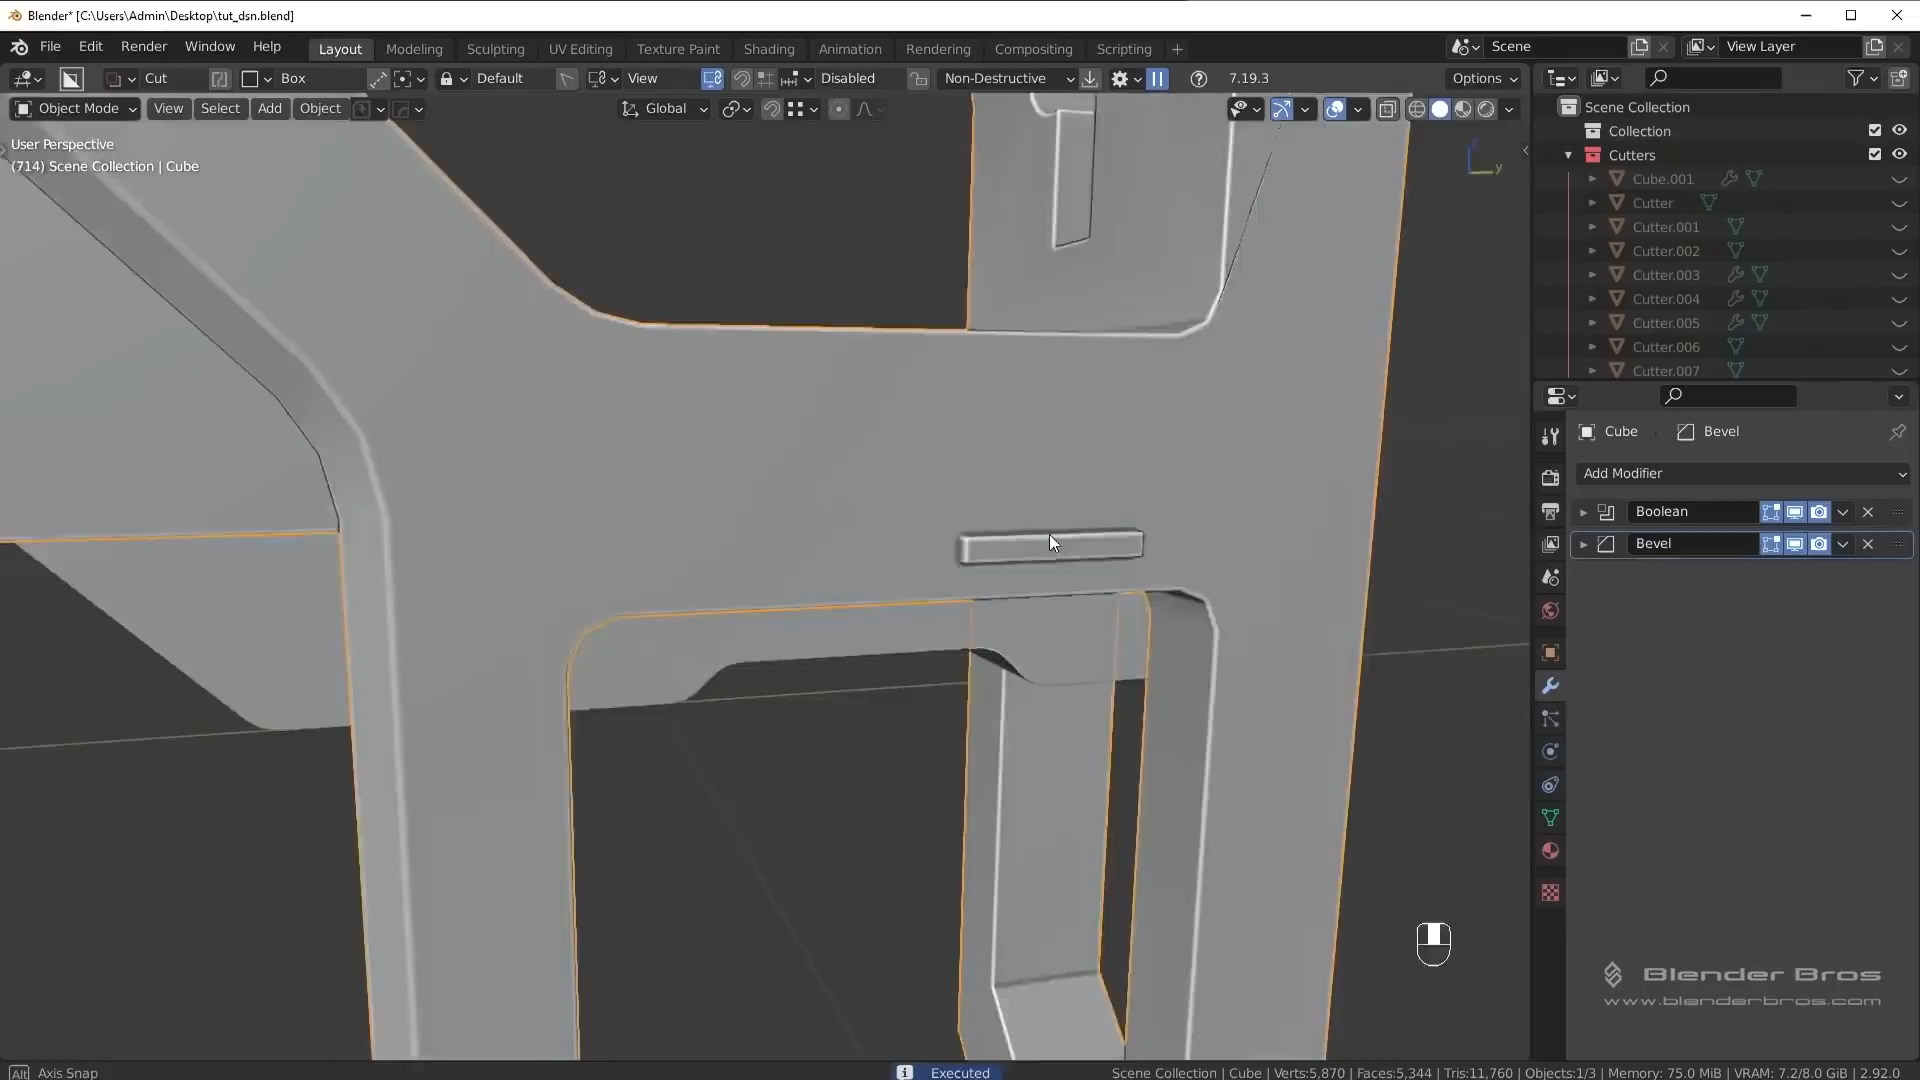 Blender* [C:\Users\Admin\Desktop\tut_dsn.blend]
File Edit Render Window Help Layout Modeling Sculpting UV Editing Texture Paint Shading Animation Rendering Compositing Scripting + Scene View Layer
Cut Box Default View Disabled Non-Destructive 7.19.3 Options
Object Mode View Select Add Object Global
User Perspective
(714) Scene Collection | Cube
Y
Scene Collection
Collection
Cutters
Cube.001
Cutter
Cutter.001
Cutter.002
Cutter.003
Cutter.004
Cutter.005
Cutter.006
Cutter.007
Cube Bevel
Add Modifier
Boolean
Bevel
Blender Bros
www.blenderbros.com
Alt Axis Snap Executed Scene Collection | Cube | Verts:5,870 | Faces:5,344 | Tris:11,760 | Objects:1/3 | Memory: 75.0 MiB | VRAM: 7.2/8.0 GiB | 2.92.0